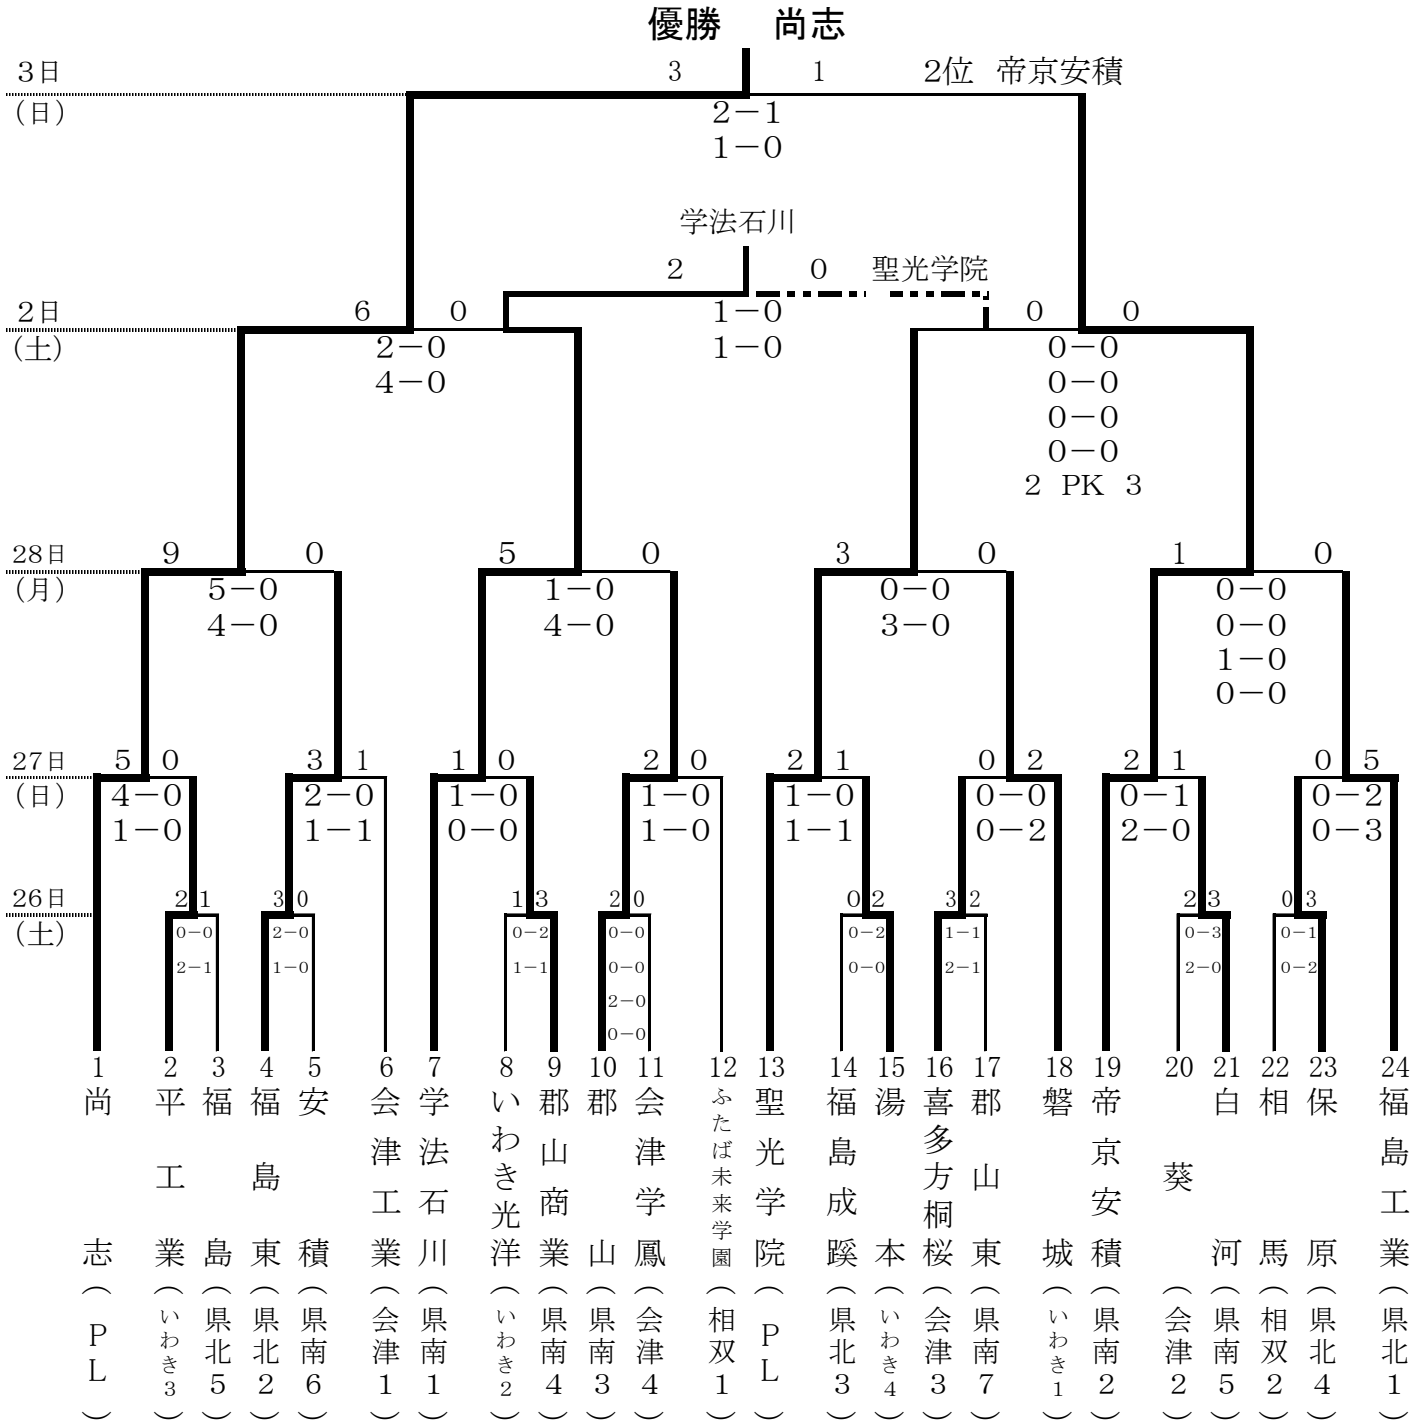 優勝 尚志
3日 3 1 2位 帝京安積
(日) 2－1
1－0
学法石川
2 0 聖光学院
2日 6 0 1－0 0 0
(土) 2－0 1－0 0－0
4－0 0－0
0－0
0－0
2 PK 3
28日 9 0 5 0 3 0 1 0
(月) 5－0 1－0 0－0 0－0
4－0 4－0 3－0 0－0
1－0
0－0
27日 5 0 3 1 1 0 2 0 2 1 0 2 2 1 0 5
(日) 4－0 2－0 1－0 1－0 1－0 0－0 0－1 0－2
1－0 1－1 0－0 1－0 1－1 0－2 2－0 0－3
26日 2 1 3 0 1 3 2 0 0 2 3 2 2 3 0 3
(土) 0－0 2－0 0－2 0－0 0－2 1－1 0－3 0－1
2－1 1－0 1－1 0－0 0－0 2－1 2－0 0－2
2－0
0－0
1 2 3 4 5 6 7 8 9 10 11 12 13 14 15 16 17 18 19 20 21 22 23 24
尚志(PL)
平工業(いわき3)
福島(県北5)
福島東(県北2)
安積(県南6)
会津工業(会津1)
学法石川(県南1)
いわき光洋(いわき2)
郡山商業(県南4)
郡山(県南3)
会津学鳳(会津4)
ふたば未来学園(相双1)
聖光学院(PL)
福島成蹊(県北3)
湯本(いわき4)
喜多方桐桜(会津3)
郡山東(県南7)
磐城(いわき1)
帝京安積(県南2)
葵(会津2)
白河(県南5)
相馬(相双2)
保原(県北4)
福島工業(県北1)